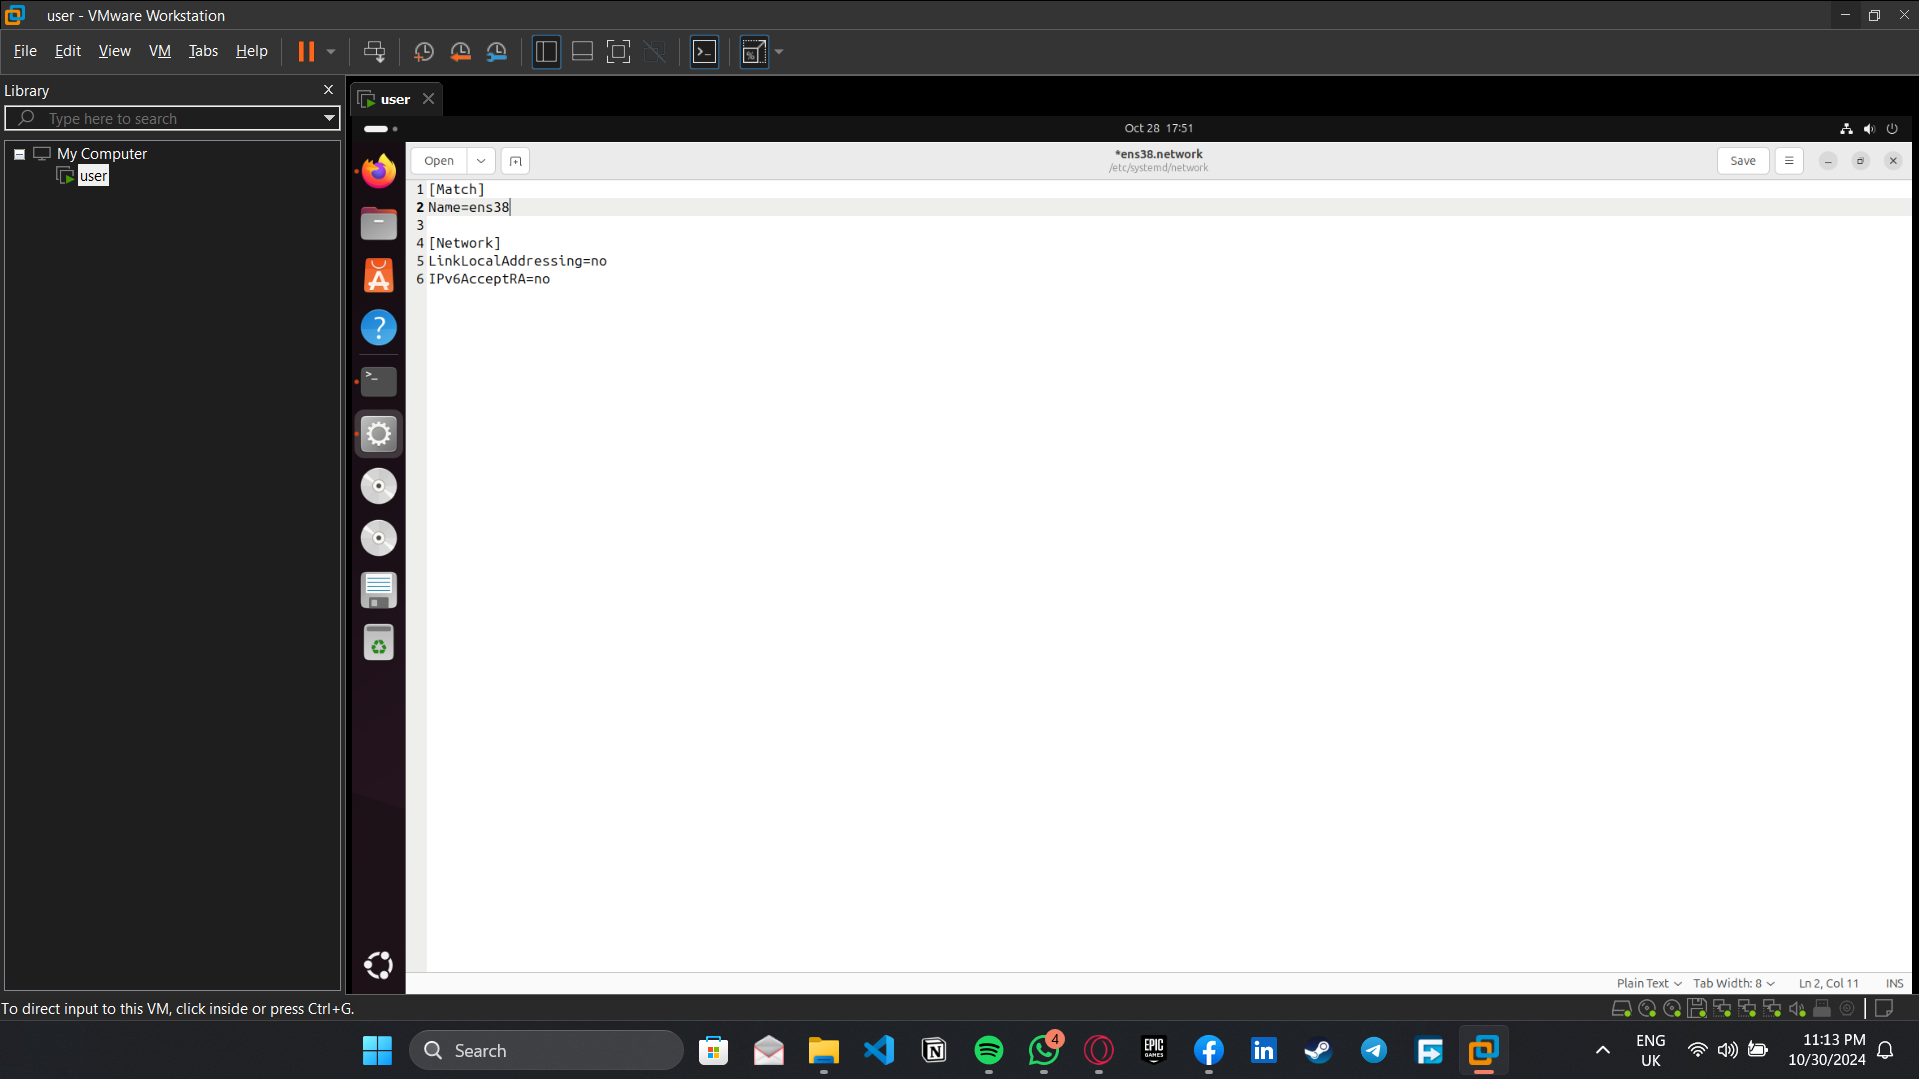 user - VMware Workstation
File Edit View VM Tabs Help
Library
Type here to search
My Computer
user
user
Oct 28 17:51
Open
*ens38.network
/etc/systemd/network
Save
1 [Match]
2 Name=ens38
3
4 [Network]
5 LinkLocalAddressing=no
6 IPv6AcceptRA=no
Plain Text Tab Width: 8 Ln 2, Col 11 INS
To direct input to this VM, click inside or press Ctrl+G.
Search
4
EPIC
GAMES
ENG
UK
11:13 PM
10/30/2024